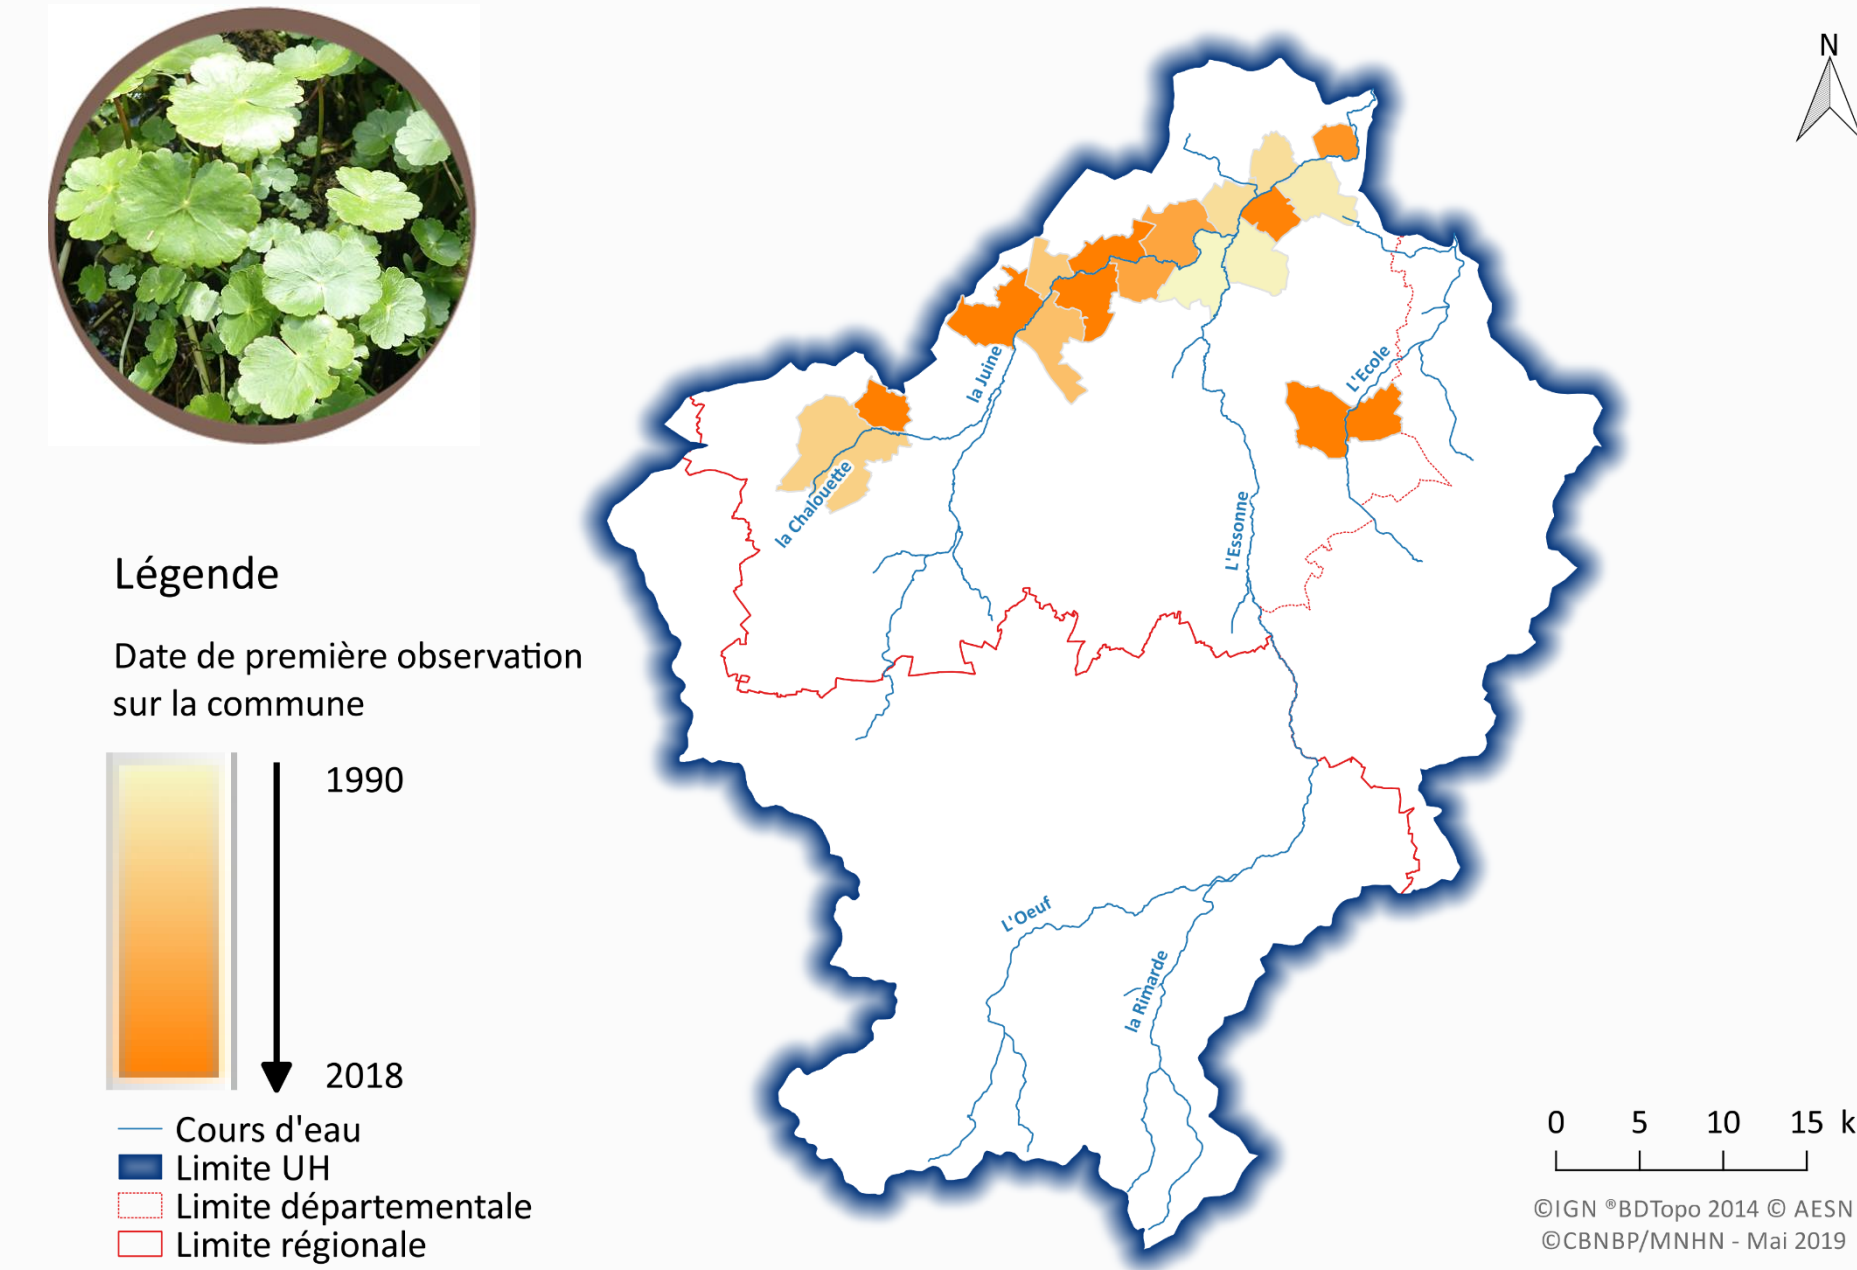 N
la Juine
L'Ecole
la Chalouette
L'Essonne
L'Oeuf
la Rimarde
Légende
Date de première observation
sur la commune
1990
2018
Cours d'eau
Limite UH
Limite départementale
Limite régionale
0 5 10 15 k
©IGN ®BDTopo 2014 © AESN
©CBNBP/MNHN - Mai 2019